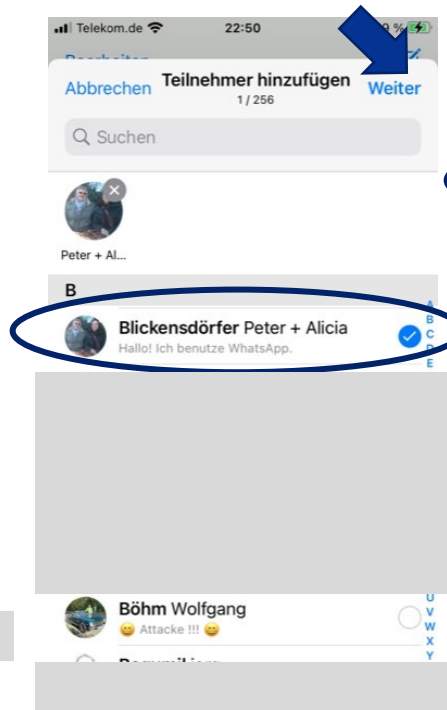 Telekom.de 22:50 9 %
Abbrechen Teilnehmer hinzufügen Weiter
1 / 256
Suchen
Peter + Al...
B
Blickensdörfer Peter + Alicia
Hallo! Ich benutze WhatsApp.
A
B
C
D
E
Böhm Wolfgang
😄 Attacke !!! 😄
U
V
W
X
Y